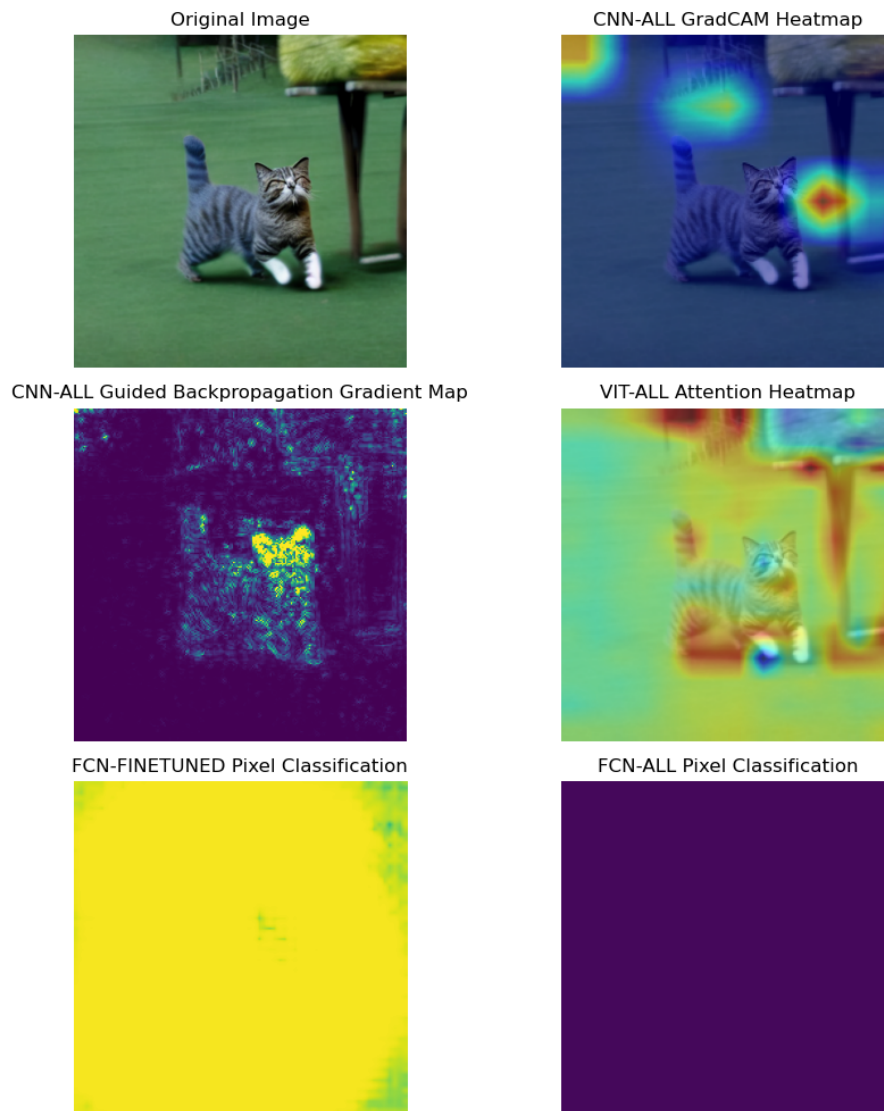 Original Image
CNN-ALL GradCAM Heatmap
CNN-ALL Guided Backpropagation Gradient Map
VIT-ALL Attention Heatmap
FCN-FINETUNED Pixel Classification
FCN-ALL Pixel Classification